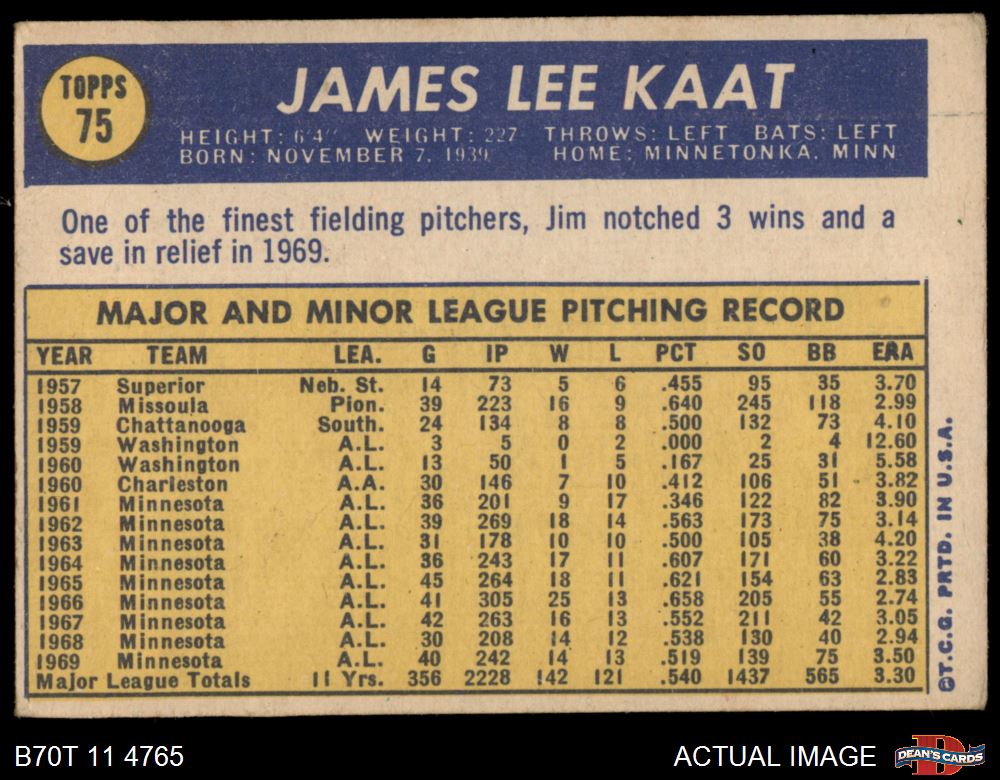 TOPPS
75
JAMES LEE KAAT
HEIGHT: 6'4" WEIGHT: 227 THROWS: LEFT BATS: LEFT
BORN: NOVEMBER 7, 1939 HOME: MINNETONKA, MINN
One of the finest fielding pitchers, Jim notched 3 wins and a
save in relief in 1969.
MAJOR AND MINOR LEAGUE PITCHING RECORD
YEAR TEAM LEA. G IP W L PCT SO BB ERA
1957 Superior Neb. St. 14 73 5 6 .455 95 35 3.70
1958 Missoula Pion. 39 223 16 9 .640 245 118 2.99
1959 Chattanooga South. 24 134 8 8 .500 132 73 4.10
1959 Washington A.L. 3 5 0 2 .000 2 4 12.60
1960 Washington A.L. 13 50 1 5 .167 25 31 5.58
1960 Charleston A.A. 30 146 7 10 .412 106 51 3.82
1961 Minnesota A.L. 36 201 9 17 .346 122 82 3.90
1962 Minnesota A.L. 39 269 18 14 .563 173 75 3.14
1963 Minnesota A.L. 31 178 10 10 .500 105 38 4.20
1964 Minnesota A.L. 36 243 17 11 .607 171 60 3.22
1965 Minnesota A.L. 45 264 18 11 .621 154 63 2.83
1966 Minnesota A.L. 41 305 25 13 .658 205 55 2.74
1967 Minnesota A.L. 42 263 16 13 .552 211 42 3.05
1968 Minnesota A.L. 30 208 14 12 .538 130 40 2.94
1969 Minnesota A.L. 40 242 14 13 .519 139 75 3.50
Major League Totals 11 Yrs. 356 2228 142 121 .540 1437 565 3.30
©T.C.G. PRTD. IN U.S.A.
B70T 11 4765
ACTUAL IMAGE
DEAN'S CARDS